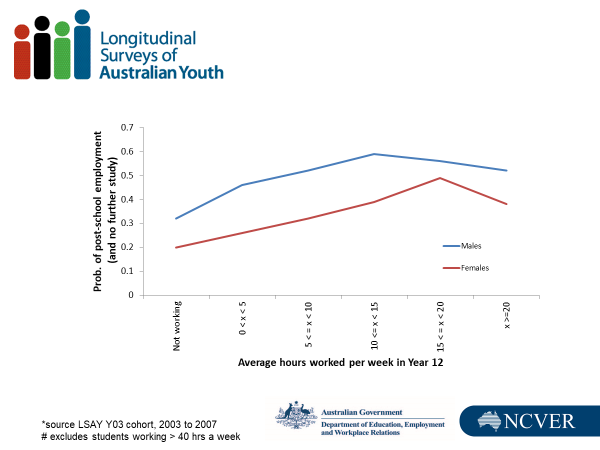 Longitudinal
Surveys of
Australian Youth
Prob. of post-school employment
(and no further study)
0.7
0.6
0.5
0.4
0.3
0.2
0.1
0
Males
Females
Not working
0 < x < 5
5 < = x < 10
10 <= x < 15
15 < = x < 20
x >=20
Average hours worked per week in Year 12
*source LSAY Y03 cohort, 2003 to 2007
# excludes students working > 40 hrs a week
Australian Government
Department of Education, Employment
and Workplace Relations
NCVER